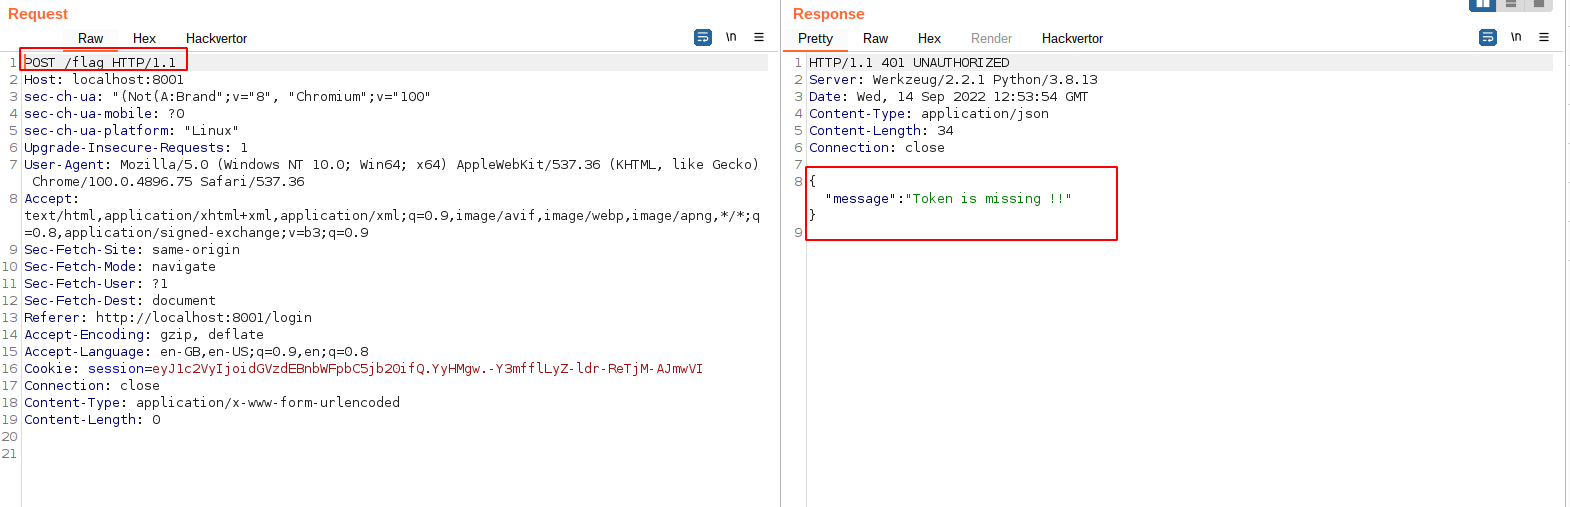 Request
Raw Hex Hackvertor \n
1 POST /flag HTTP/1.1
2 Host: localhost:8001
3 sec-ch-ua: "(Not(A:Brand";v="8", "Chromium";v="100"
4 sec-ch-ua-mobile: ?0
5 sec-ch-ua-platform: "Linux"
6 Upgrade-Insecure-Requests: 1
7 User-Agent: Mozilla/5.0 (Windows NT 10.0; Win64; x64) AppleWebKit/537.36 (KHTML, like Gecko)
Chrome/100.0.4896.75 Safari/537.36
8 Accept:
text/html,application/xhtml+xml,application/xml;q=0.9,image/avif,image/webp,image/apng,*/*;q
=0.8,application/signed-exchange;v=b3;q=0.9
9 Sec-Fetch-Site: same-origin
10 Sec-Fetch-Mode: navigate
11 Sec-Fetch-User: ?1
12 Sec-Fetch-Dest: document
13 Referer: http://localhost:8001/login
14 Accept-Encoding: gzip, deflate
15 Accept-Language: en-GB,en-US;q=0.9,en;q=0.8
16 Cookie: session=eyJ1c2VyIjoidGVzdEBnbWFpbC5jb20ifQ.YyHMgw.-Y3mfflLyZ-ldr-ReTjM-AJmwVI
17 Connection: close
18 Content-Type: application/x-www-form-urlencoded
19 Content-Length: 0
20
21
Response
Pretty Raw Hex Render Hackvertor \n
1 HTTP/1.1 401 UNAUTHORIZED
2 Server: Werkzeug/2.2.1 Python/3.8.13
3 Date: Wed, 14 Sep 2022 12:53:54 GMT
4 Content-Type: application/json
5 Content-Length: 34
6 Connection: close
7
8 {
"message":"Token is missing !!"
}
9